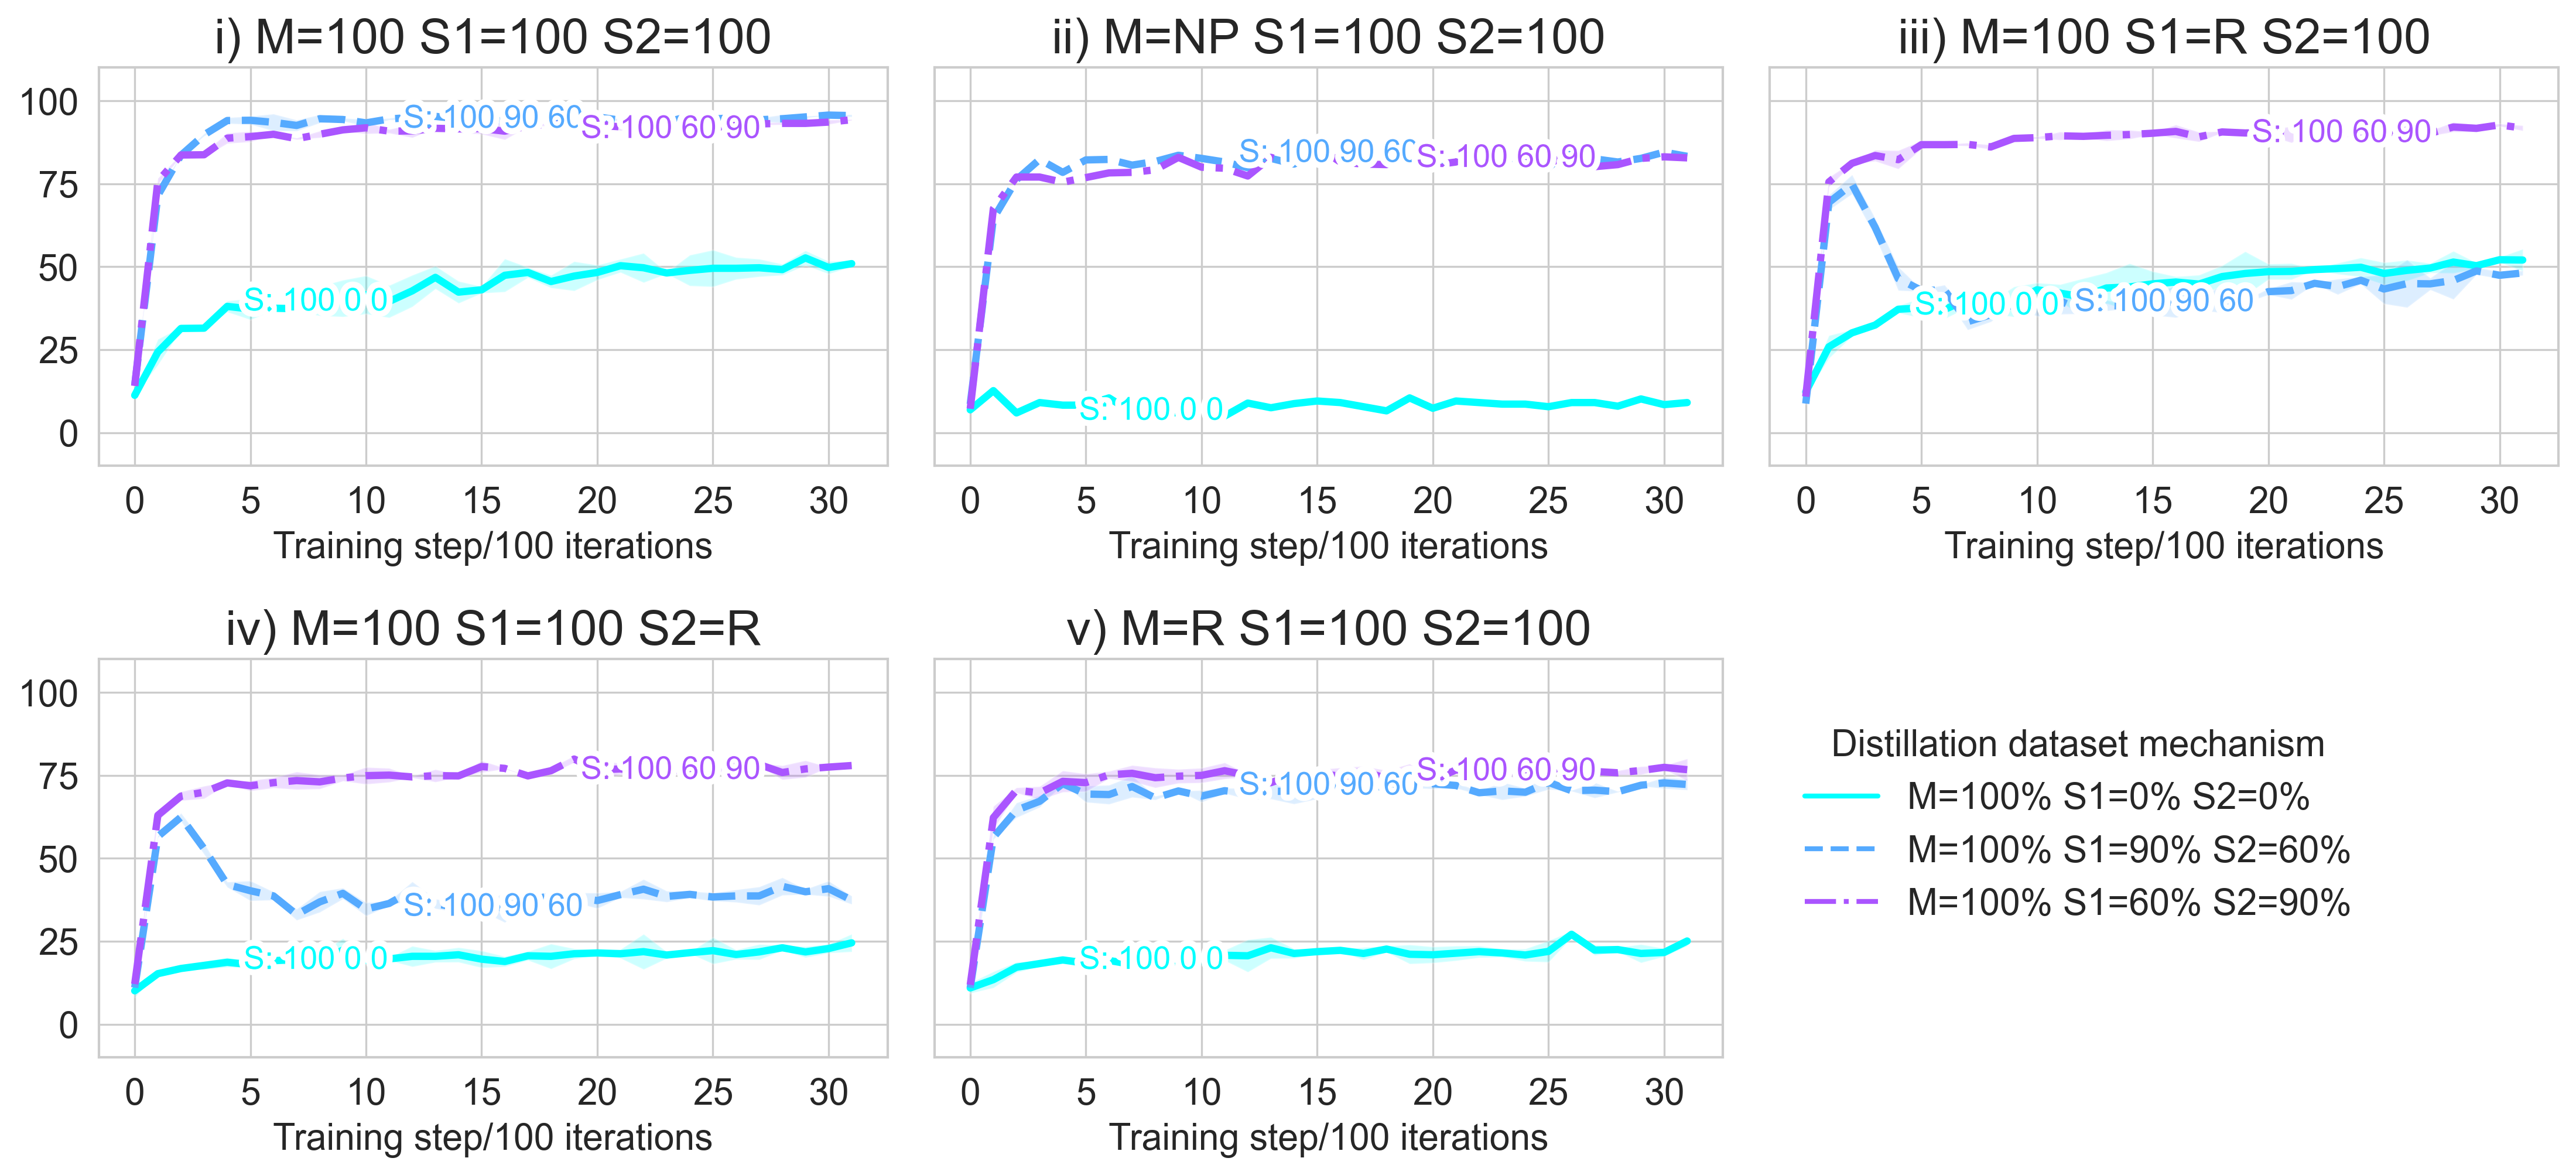 i) M=100 S1=100 S2=100
100
75
50
25
0
S: 100 90 60
S: 100 60 90
S: 100 0 0
0 5 10 15 20 25 30
Training step/100 iterations
ii) M=NP S1=100 S2=100
S: 100 90 60
S: 100 60 90
S: 100 0 0
0 5 10 15 20 25 30
Training step/100 iterations
iii) M=100 S1=R S2=100
S: 100 60 90
S: 100 0 0
S: 100 90 60
0 5 10 15 20 25 30
Training step/100 iterations
iv) M=100 S1=100 S2=R
100
75
50
25
0
S: 100 60 90
S: 100 90 60
S: 100 0 0
0 5 10 15 20 25 30
Training step/100 iterations
v) M=R S1=100 S2=100
S: 100 60 90
S: 100 90 60
S: 100 0 0
0 5 10 15 20 25 30
Training step/100 iterations
Distillation dataset mechanism
M=100% S1=0% S2=0%
M=100% S1=90% S2=60%
M=100% S1=60% S2=90%